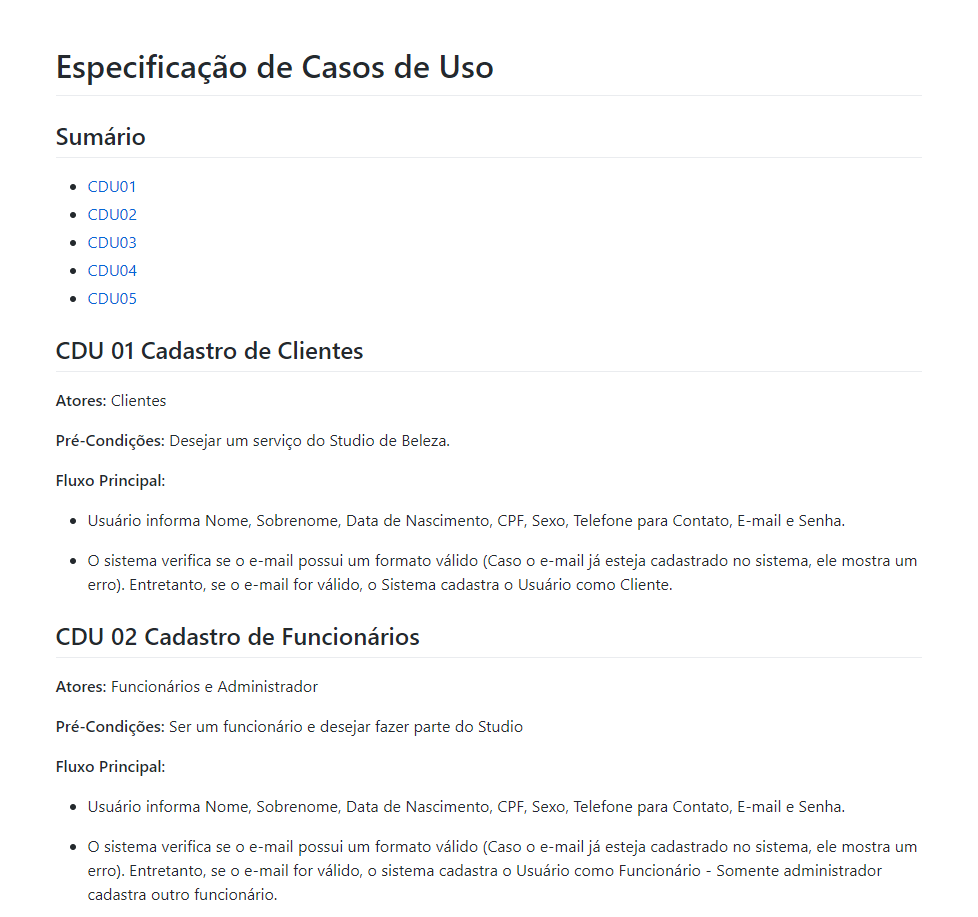 Especificação de Casos de Uso
Sumário
CDU01
CDU02
CDU03
CDU04
CDU05
CDU 01 Cadastro de Clientes
Atores: Clientes
Pré-Condições: Desejar um serviço do Studio de Beleza.
Fluxo Principal:
Usuário informa Nome, Sobrenome, Data de Nascimento, CPF, Sexo, Telefone para Contato, E-mail e Senha.
O sistema verifica se o e-mail possui um formato válido (Caso o e-mail já esteja cadastrado no sistema, ele mostra um
erro). Entretanto, se o e-mail for válido, o Sistema cadastra o Usuário como Cliente.
CDU 02 Cadastro de Funcionários
Atores: Funcionários e Administrador
Pré-Condições: Ser um funcionário e desejar fazer parte do Studio
Fluxo Principal:
Usuário informa Nome, Sobrenome, Data de Nascimento, CPF, Sexo, Telefone para Contato, E-mail e Senha.
O sistema verifica se o e-mail possui um formato válido (Caso o e-mail já esteja cadastrado no sistema, ele mostra um
erro). Entretanto, se o e-mail for válido, o sistema cadastra o Usuário como Funcionário - Somente administrador
cadastra outro funcionário.